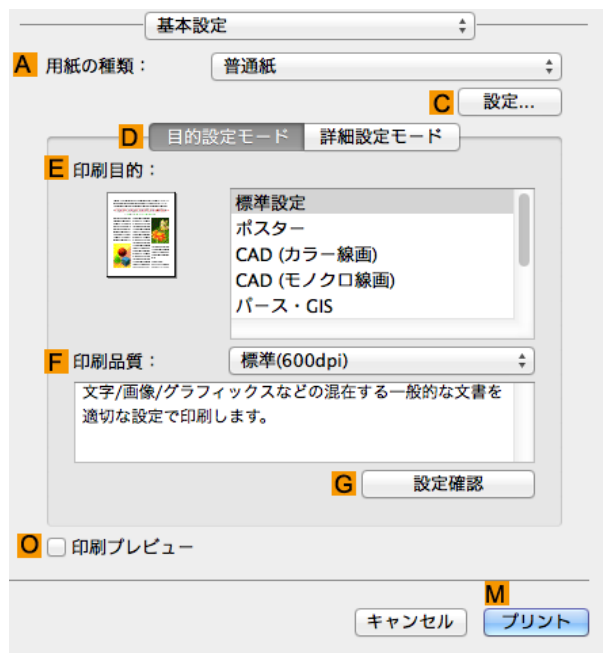 基本設定
A 用紙の種類： 普通紙
C 設定...
D 目的設定モード 詳細設定モード
E 印刷目的：
標準設定
ポスター
CAD (カラー線画)
CAD (モノクロ線画)
パース・GIS
F 印刷品質： 標準(600dpi)
文字/画像/グラフィックスなどの混在する一般的な文書を
適切な設定で印刷します。
G 設定確認
O 印刷プレビュー
M
キャンセル プリント